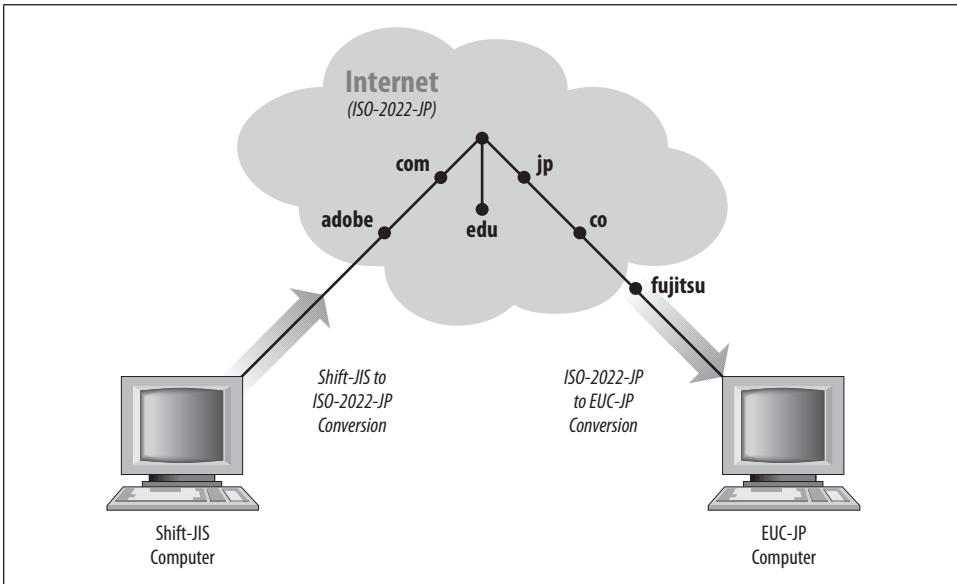 Internet
(ISO-2022-JP)
com
jp
adobe
edu
co
fujitsu
Shift-JIS to
ISO-2022-JP
Conversion
ISO-2022-JP
to EUC-JP
Conversion
Shift-JIS
Computer
EUC-JP
Computer